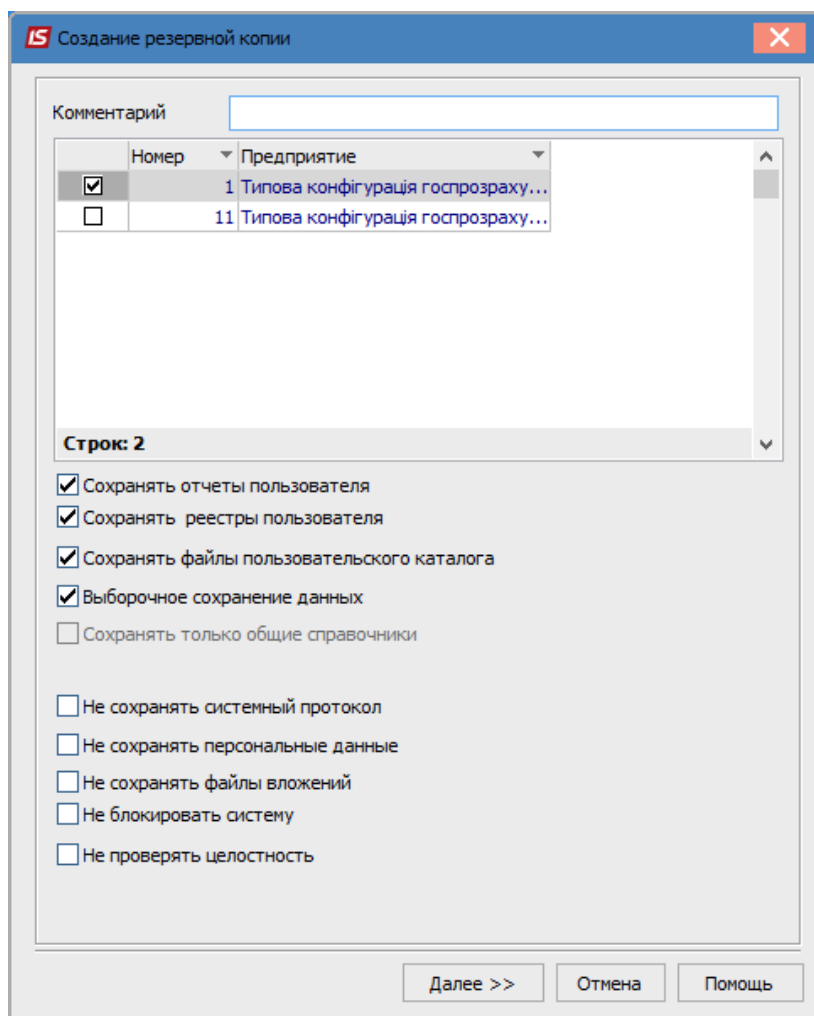 IS Создание резервной копии
Комментарий
Номер Предприятие
1 Типова конфігурація госпрозраху...
11 Типова конфігурація госпрозраху...
Строк: 2
Сохранять отчеты пользователя
Сохранять реестры пользователя
Сохранять файлы пользовательского каталога
Выборочное сохранение данных
Сохранять только общие справочники
Не сохранять системный протокол
Не сохранять персональные данные
Не сохранять файлы вложений
Не блокировать систему
Не проверять целостность
Далее >> Отмена Помощь